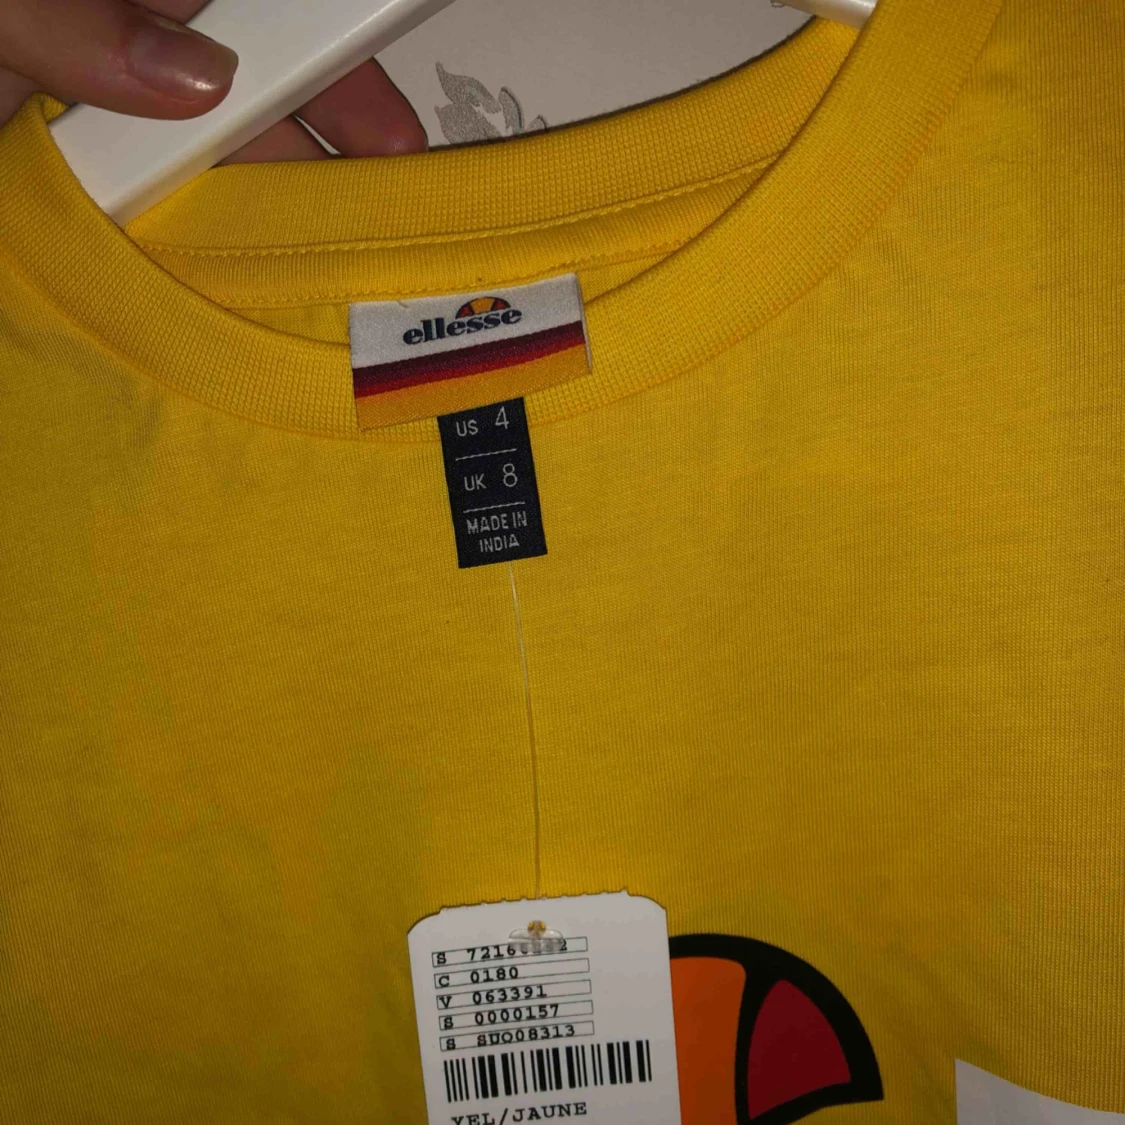 ellesse
US 4
UK 8
MADE IN
INDIA
S
C 0180
V 063391
S 0000157
S SUO08313
YEL/JAUNE